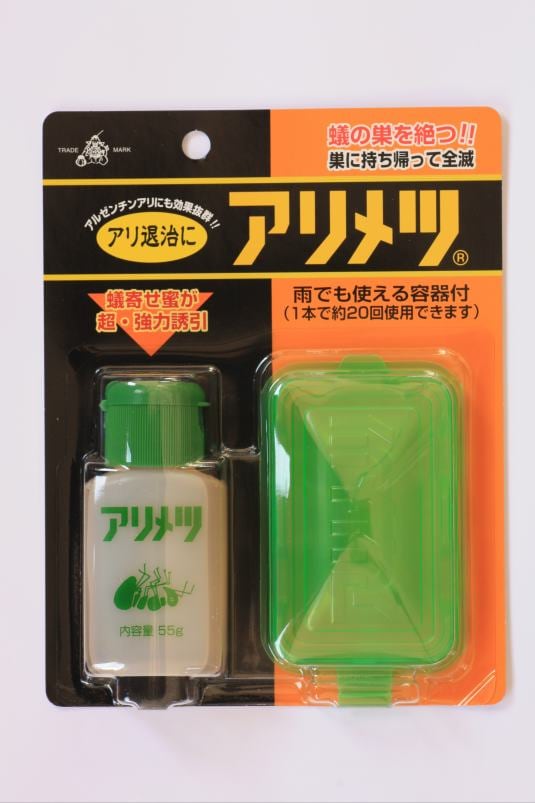 TRADE MARK
蟻の巣を絶つ!!
巣に持ち帰って全滅
アルゼンチンアリにも効果抜群!!
アリ退治に
アリメツ®
蟻寄せ蜜が
超・強力誘引
雨でも使える容器付
(1本で約20回使用できます)
アリメツ
内容量 55g